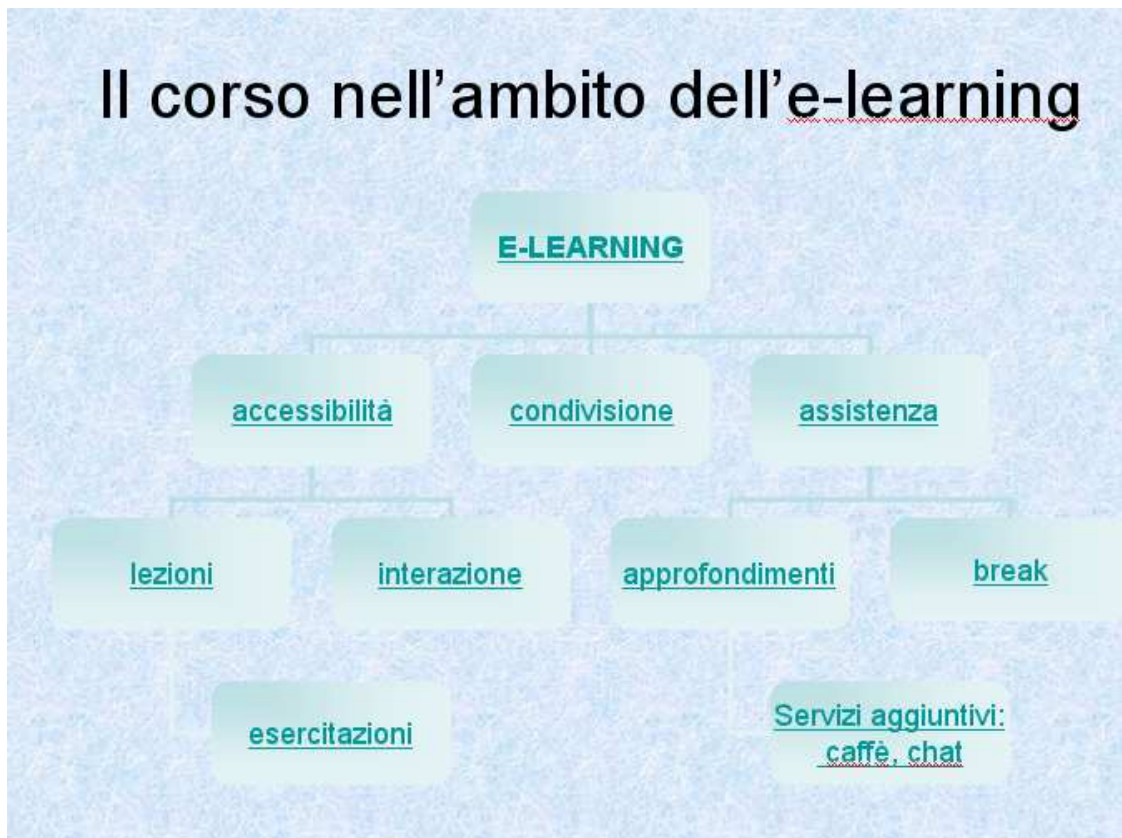 Il corso nell'ambito dell'e-learning
E-LEARNING
accessibilità
condivisione
assistenza
lezioni
interazione
approfondimenti
break
esercitazioni
Servizi aggiuntivi:
caffè, chat